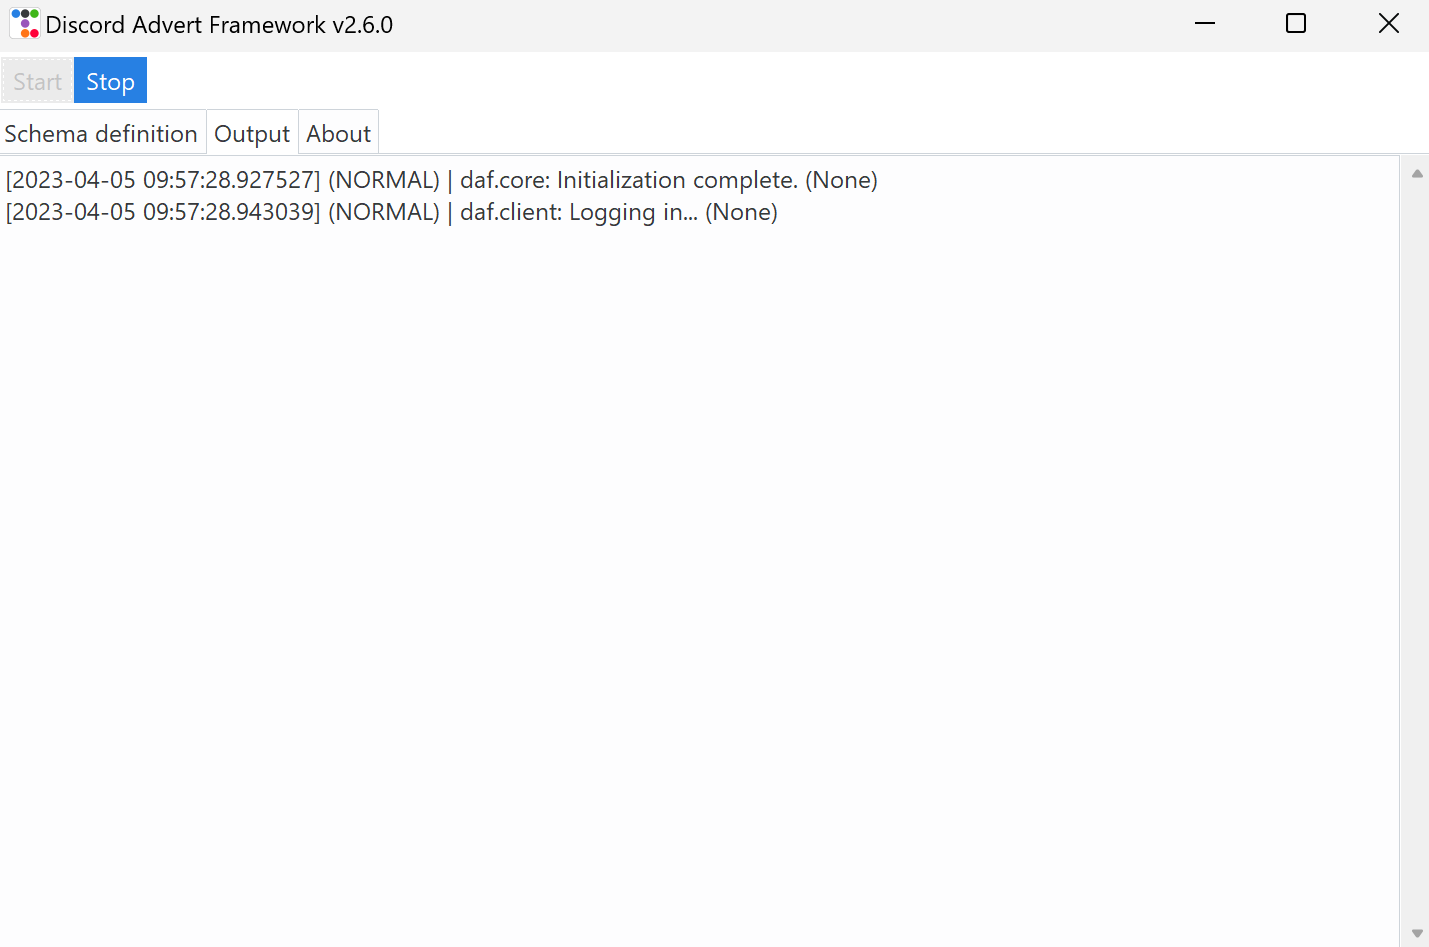 Discord Advert Framework v2.6.0
Start Stop
Schema definition Output About
[2023-04-05 09:57:28.927527] (NORMAL) | daf.core: Initialization complete. (None)
[2023-04-05 09:57:28.943039] (NORMAL) | daf.client: Logging in... (None)